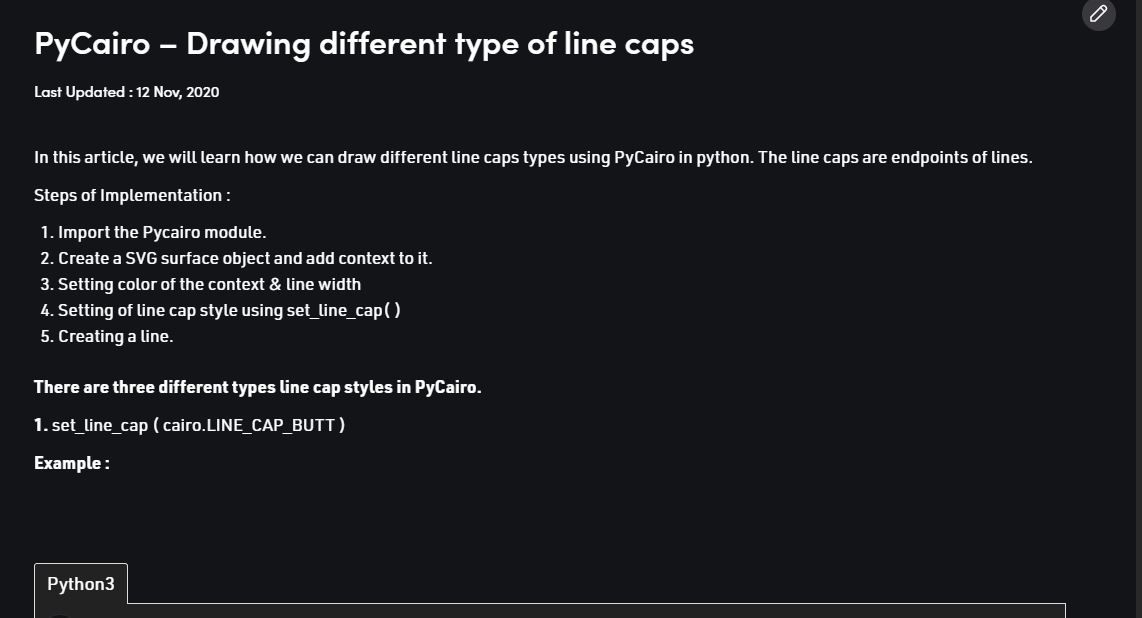 PyCairo – Drawing different type of line caps
Last Updated : 12 Nov, 2020
In this article, we will learn how we can draw different line caps types using PyCairo in python. The line caps are endpoints of lines.
Steps of Implementation :
1. Import the Pycairo module.
2. Create a SVG surface object and add context to it.
3. Setting color of the context & line width
4. Setting of line cap style using set_line_cap( )
5. Creating a line.
There are three different types line cap styles in PyCairo.
1. set_line_cap ( cairo.LINE_CAP_BUTT )
Example :
Python3